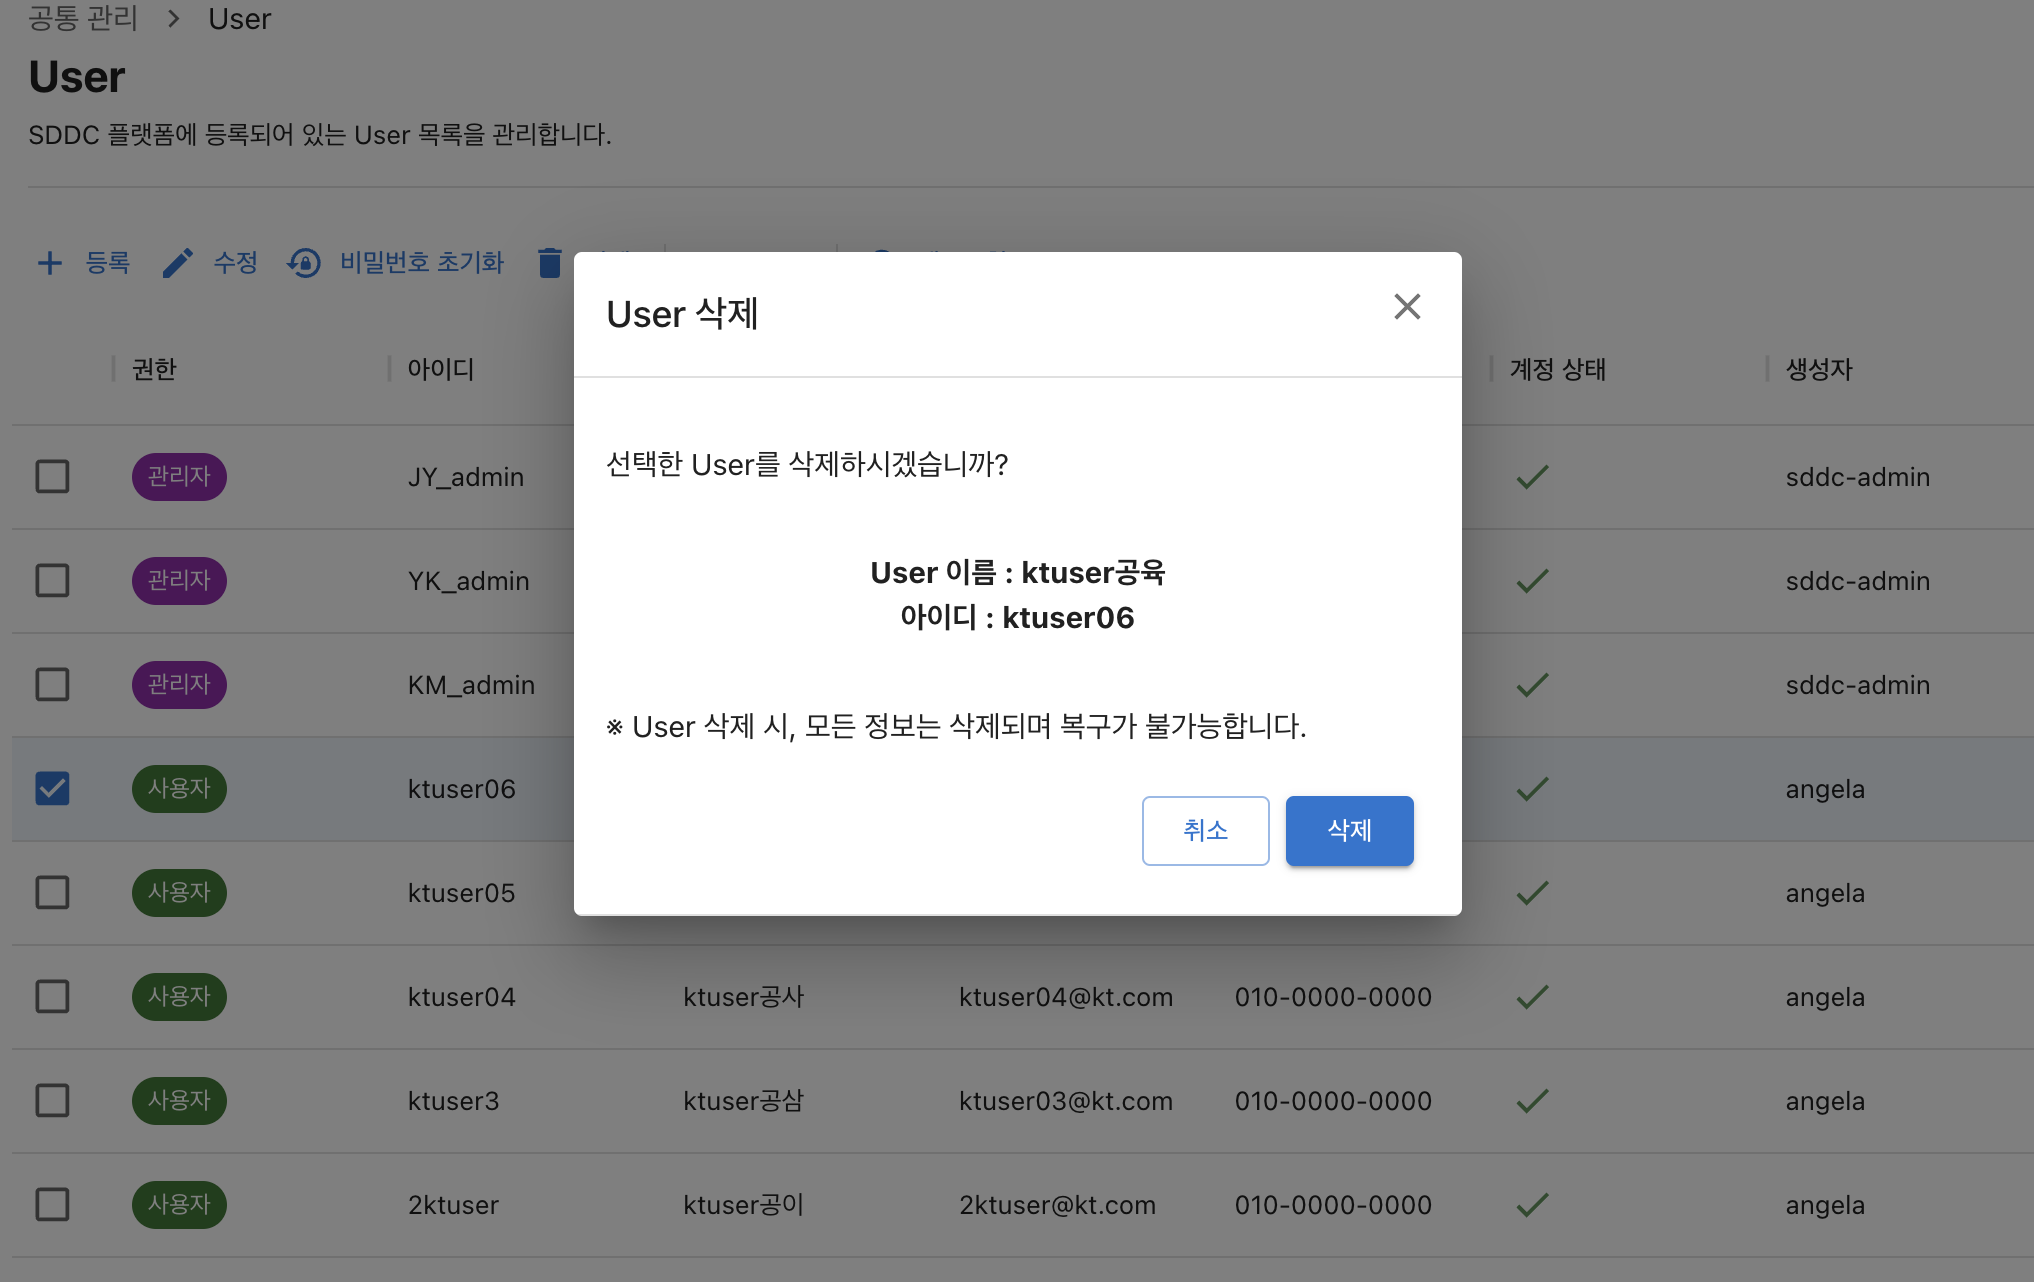 공통 관리 > User
User
SDDC 플랫폼에 등록되어 있는 User 목록을 관리합니다.
등록 수정 비밀번호 초기화
권한 아이디 계정 상태 생성자
관리자 JY_admin sddc-admin
관리자 YK_admin sddc-admin
관리자 KM_admin sddc-admin
사용자 ktuser06 angela
사용자 ktuser05 angela
사용자 ktuser04 ktuser공사 ktuser04@kt.com 010-0000-0000 angela
사용자 ktuser3 ktuser공삼 ktuser03@kt.com 010-0000-0000 angela
사용자 2ktuser ktuser공이 2ktuser@kt.com 010-0000-0000 angela
User 삭제
선택한 User를 삭제하시겠습니까?
User 이름 : ktuser공육
아이디 : ktuser06
※ User 삭제 시, 모든 정보는 삭제되며 복구가 불가능합니다.
취소 삭제